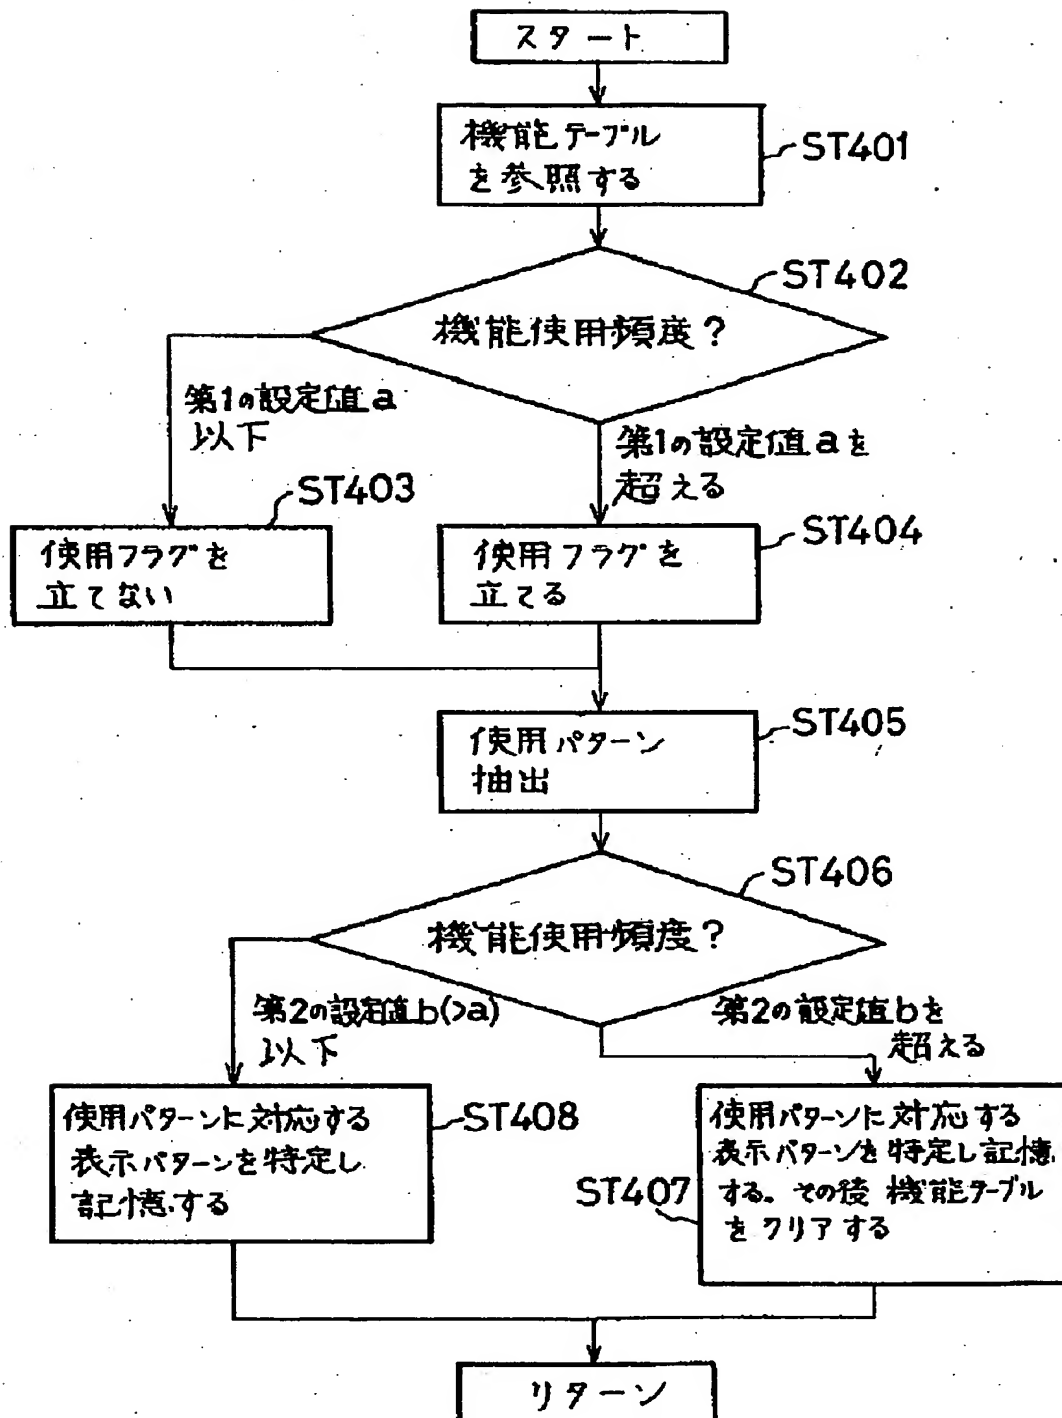 スタート
機能テーブル
を参照する
ST401
ST402
機能使用頻度?
第1の設定値a
以下
第1の設定値aを
超える
ST403
使用フラグを
立てない
ST404
使用フラグを
立てる
ST405
使用パターン
抽出
ST406
機能使用頻度?
第2の設定値b(>a)
以下
第2の設定値bを
超える
使用パターンに対応する
表示パターンを特定し
記憶する
ST408
ST407
使用パターンに対応する
表示パターンを特定し記憶
する。その後 機能テーブル
をクリアする
リターン